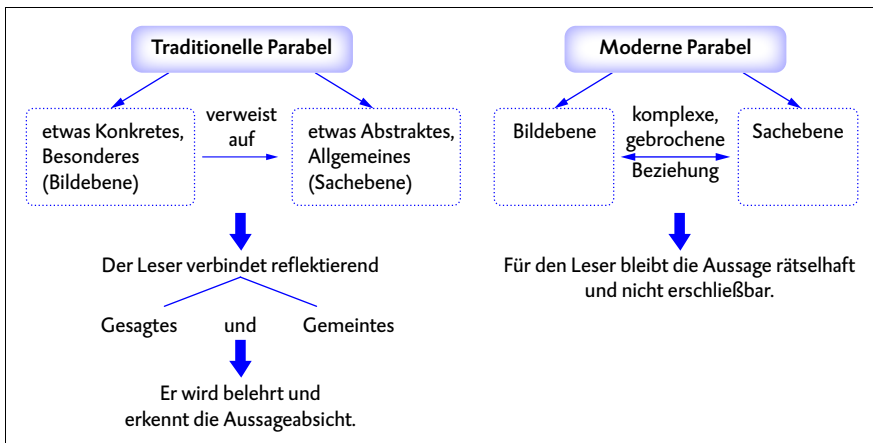 Traditionelle Parabel
etwas Konkretes,
Besonderes
(Bildebene)
verweist
auf
etwas Abstraktes,
Allgemeines
(Sachebene)
Der Leser verbindet reflektierend
Gesagtes und Gemeintes
Er wird belehrt und
erkennt die Aussageabsicht.
Moderne Parabel
Bildebene
komplexe,
gebrochene
Beziehung
Sachebene
Für den Leser bleibt die Aussage rätselhaft
und nicht erschließbar.